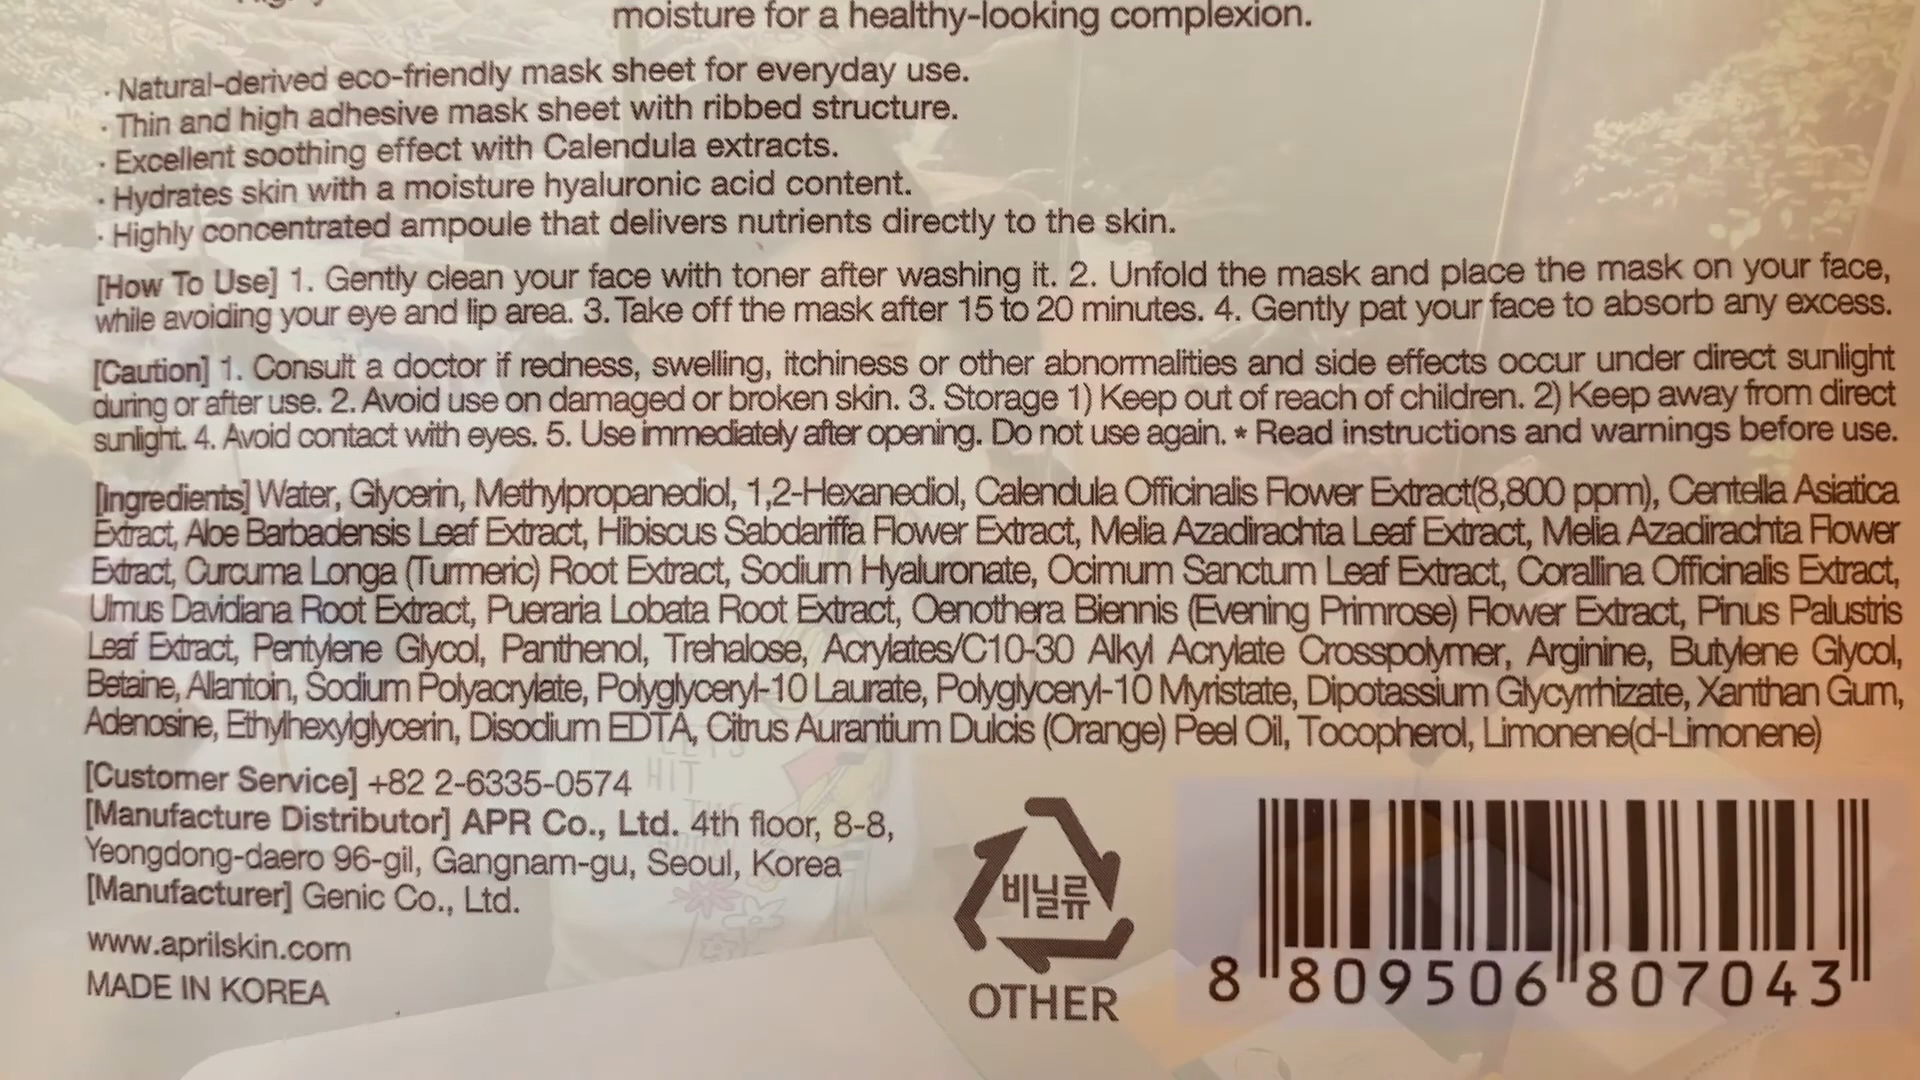 moisture for a healthy-looking complexion.
· Natural-derived eco-friendly mask sheet for everyday use.
· Thin and high adhesive mask sheet with ribbed structure.
· Excellent soothing effect with Calendula extracts.
· Hydrates skin with a moisture hyaluronic acid content.
· Highly concentrated ampoule that delivers nutrients directly to the skin.
[How To Use] 1. Gently clean your face with toner after washing it. 2. Unfold the mask and place the mask on your face,
while avoiding your eye and lip area. 3. Take off the mask after 15 to 20 minutes. 4. Gently pat your face to absorb any excess.
[Caution] 1. Consult a doctor if redness, swelling, itchiness or other abnormalities and side effects occur under direct sunlight
during or after use. 2. Avoid use on damaged or broken skin. 3. Storage 1) Keep out of reach of children. 2) Keep away from direct
sunlight. 4. Avoid contact with eyes. 5. Use immediately after opening. Do not use again. * Read instructions and warnings before use.
[Ingredients] Water, Glycerin, Methylpropanediol, 1,2-Hexanediol, Calendula Officinalis Flower Extract(8,800 ppm), Centella Asiatica
Extract, Aloe Barbadensis Leaf Extract, Hibiscus Sabdariffa Flower Extract, Melia Azadirachta Leaf Extract, Melia Azadirachta Flower
Extract, Curcuma Longa (Turmeric) Root Extract, Sodium Hyaluronate, Ocimum Sanctum Leaf Extract, Corallina Officinalis Extract,
Ulmus Davidiana Root Extract, Pueraria Lobata Root Extract, Oenothera Biennis (Evening Primrose) Flower Extract, Pinus Palustris
Leaf Extract, Pentylene Glycol, Panthenol, Trehalose, Acrylates/C10-30 Alkyl Acrylate Crosspolymer, Arginine, Butylene Glycol,
Betaine, Allantoin, Sodium Polyacrylate, Polyglyceryl-10 Laurate, Polyglyceryl-10 Myristate, Dipotassium Glycyrrhizate, Xanthan Gum,
Adenosine, Ethylhexylglycerin, Disodium EDTA, Citrus Aurantium Dulcis (Orange) Peel Oil, Tocopherol, Limonene(d-Limonene)
[Customer Service] +82 2-6335-0574
[Manufacture Distributor] APR Co., Ltd. 4th floor, 8-8,
Yeongdong-daero 96-gil, Gangnam-gu, Seoul, Korea
[Manufacturer] Genic Co., Ltd.
www.aprilskin.com
MADE IN KOREA
비닐류
OTHER
8 809506 807043
HIT